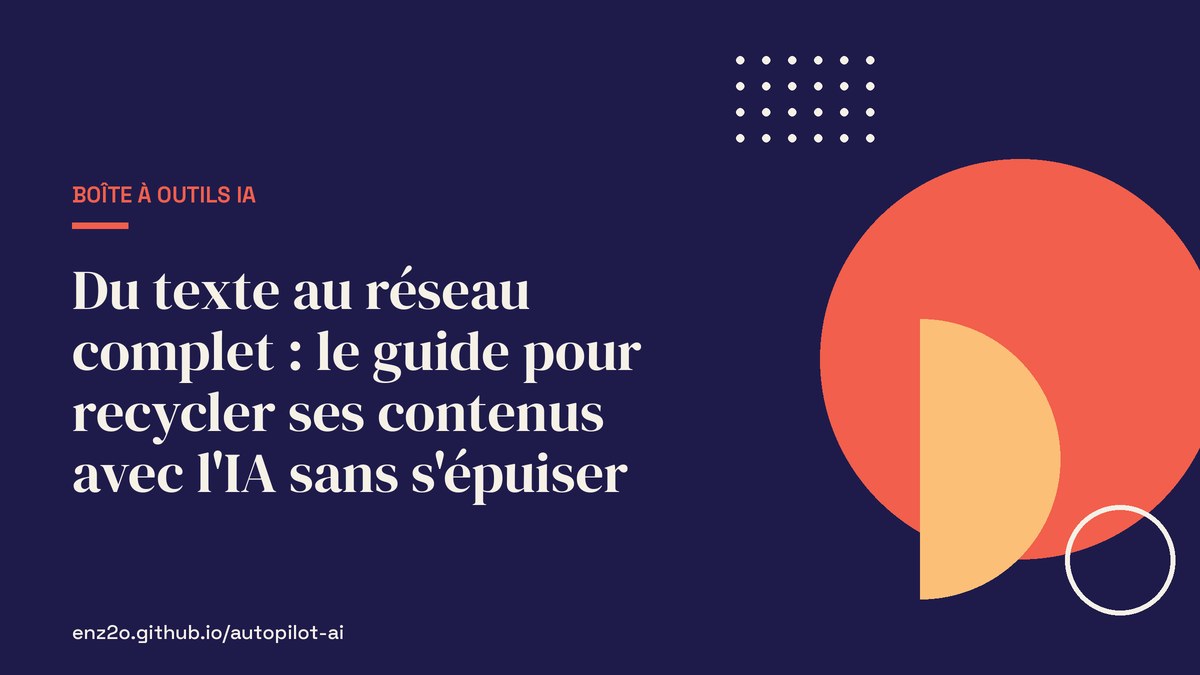 BOÎTE À OUTILS IA
Du texte au réseau
complet : le guide pour
recycler ses contenus
avec l'IA sans s'épuiser
enz2o.github.io/autopilot-ai